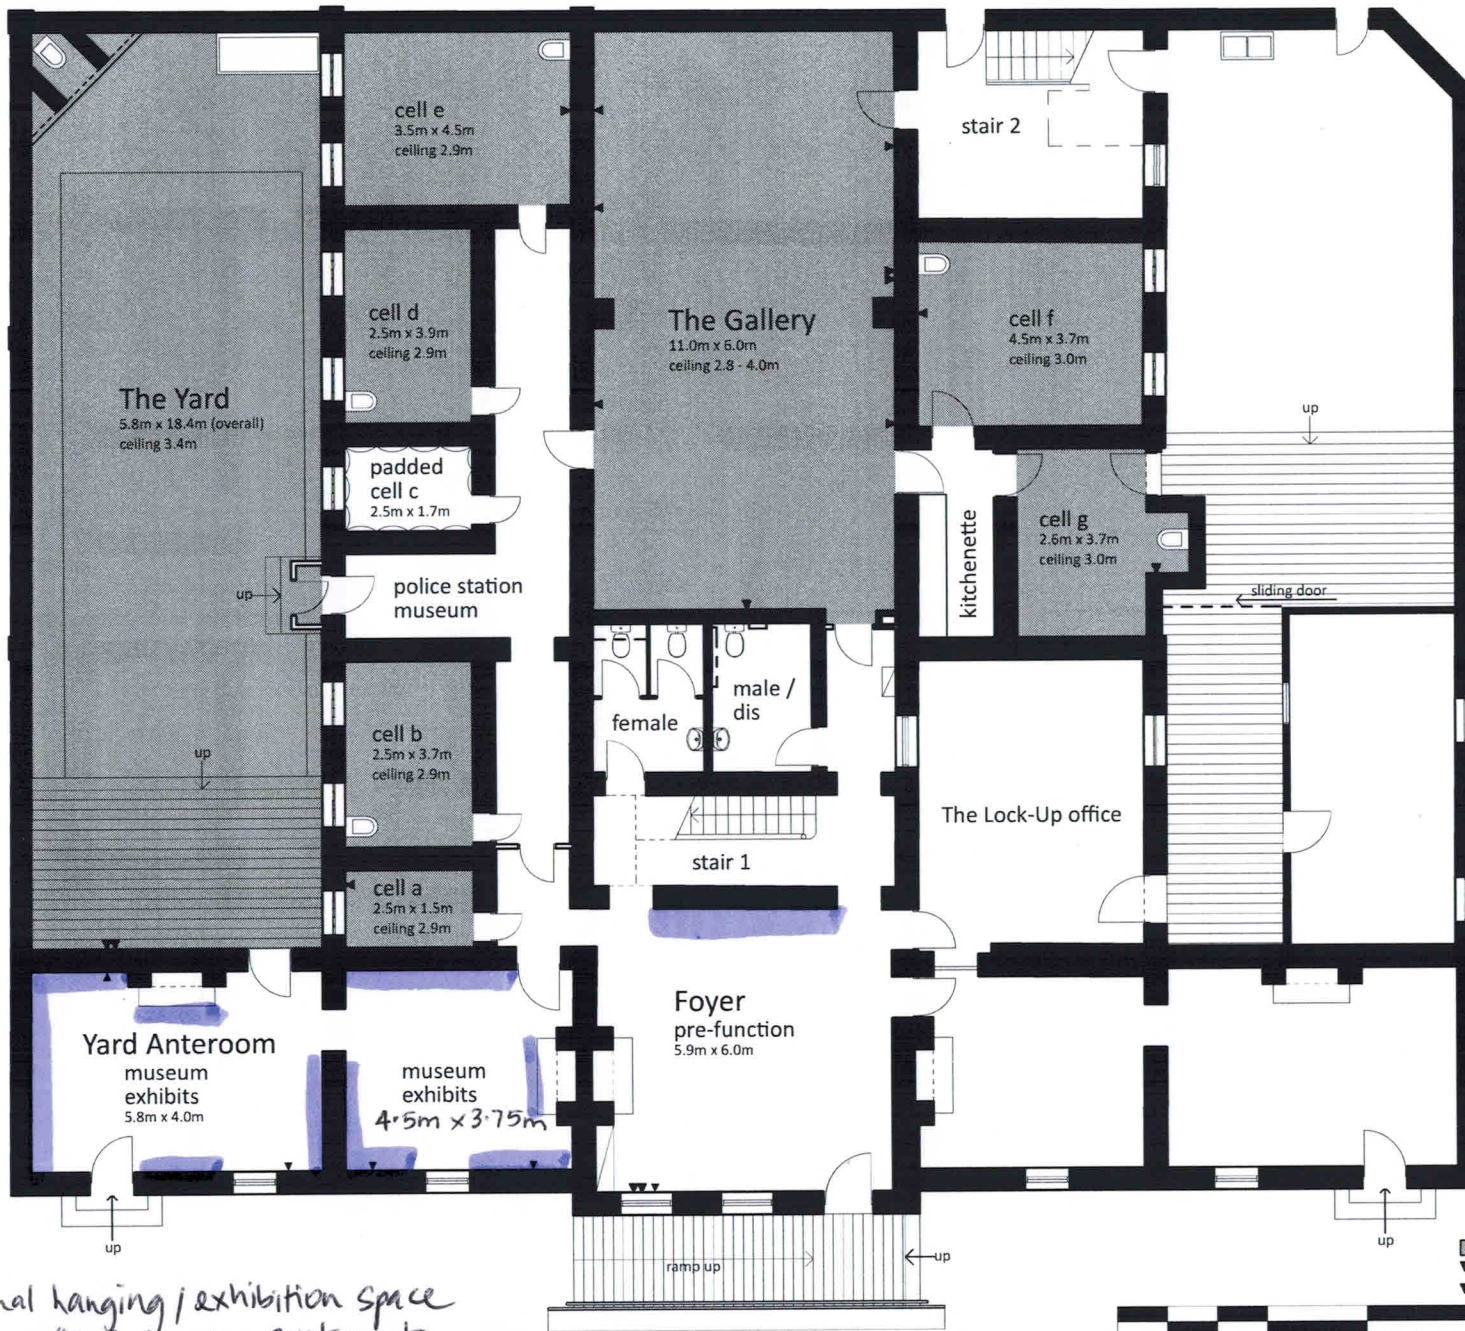 cell e
3.5m x 4.5m
ceiling 2.9m
stair 2
cell d
2.5m x 3.9m
ceiling 2.9m
The Gallery
11.0m x 6.0m
ceiling 2.8 - 4.0m
cell f
4.5m x 3.7m
ceiling 3.0m
The Yard
5.8m x 18.4m (overall)
ceiling 3.4m
up
padded
cell c
2.5m x 1.7m
kitchenette
cell g
2.6m x 3.7m
ceiling 3.0m
up
police station
museum
sliding door
female
male /
dis
cell b
2.5m x 3.7m
ceiling 2.9m
up
The Lock-Up office
stair 1
cell a
2.5m x 1.5m
ceiling 2.9m
Foyer
pre-function
5.9m x 6.0m
Yard Anteroom
museum
exhibits
5.8m x 4.0m
museum
exhibits
4.5m x 3.75m
up
up
up
ramp up
hanging / exhibition space